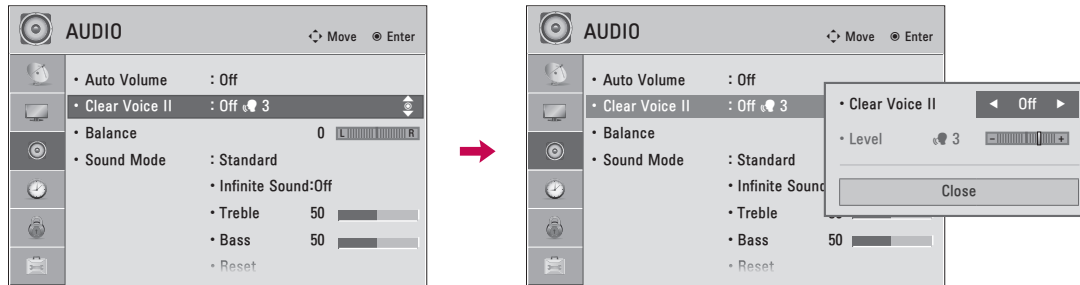 AUDIO Move Enter
• Auto Volume : Off
• Clear Voice II : Off 3
• Balance 0 L R
• Sound Mode : Standard
• Infinite Sound:Off
• Treble 50
• Bass 50
• Reset
AUDIO Move Enter
• Auto Volume : Off
• Clear Voice II : Off 3
• Balance
• Sound Mode : Standard
• Infinite Sound
• Treble
• Bass 50
• Reset
• Clear Voice II ◄ Off ►
• Level 3 - +
Close